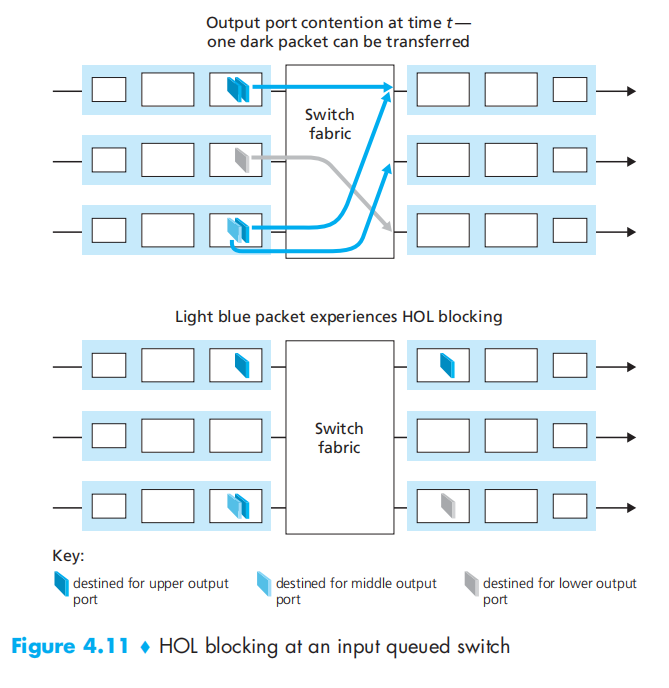 Output port contention at time t—
one dark packet can be transferred
Switch
fabric
Light blue packet experiences HOL blocking
Switch
fabric
Key:
destined for upper output
port
destined for middle output
port
destined for lower output
port
Figure 4.11 ♦ HOL blocking at an input queued switch